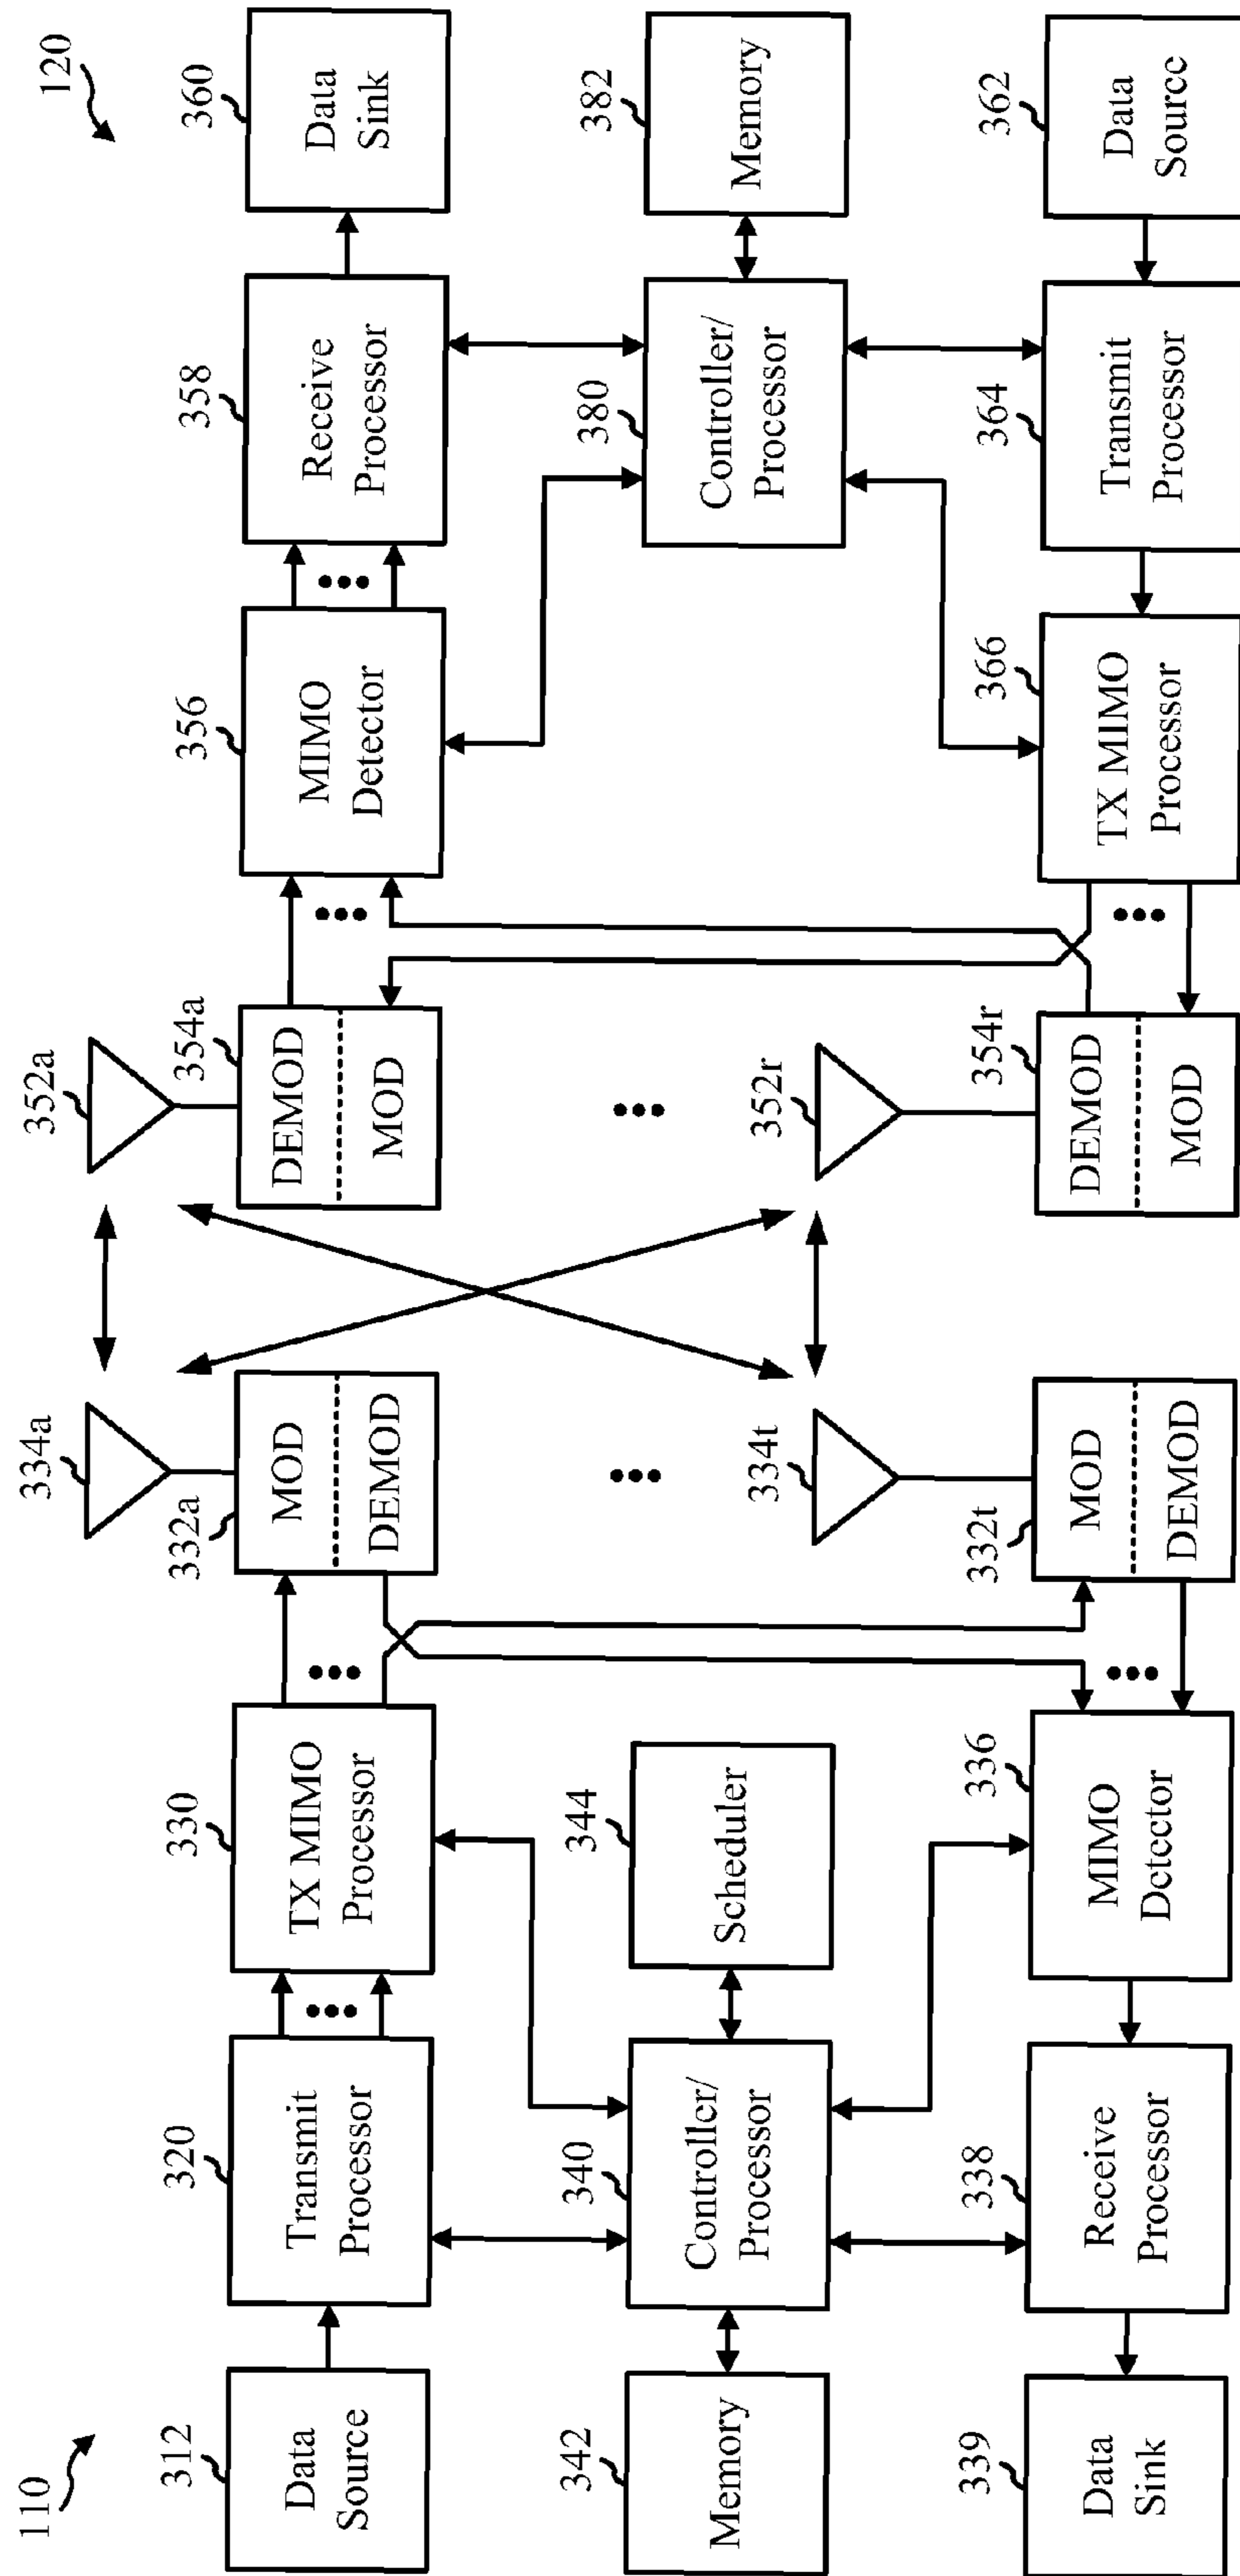 110
120
312
Data
Source
320
Transmit
Processor
330
TX MIMO
Processor
332a
MOD
DEMOD
334a
352a
354a
DEMOD
MOD
356
MIMO
Detector
358
Receive
Processor
360
Data
Sink
342
Memory
340
Controller/
Processor
344
Scheduler
334t
352r
380
Controller/
Processor
382
Memory
339
Data
Sink
338
Receive
Processor
336
MIMO
Detector
332t
MOD
DEMOD
354r
DEMOD
MOD
366
TX MIMO
Processor
364
Transmit
Processor
362
Data
Source